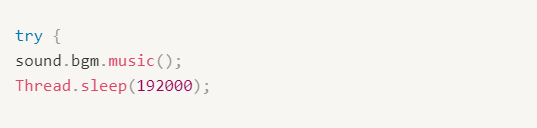 try {
sound.bgm.music();
Thread.sleep(192000);